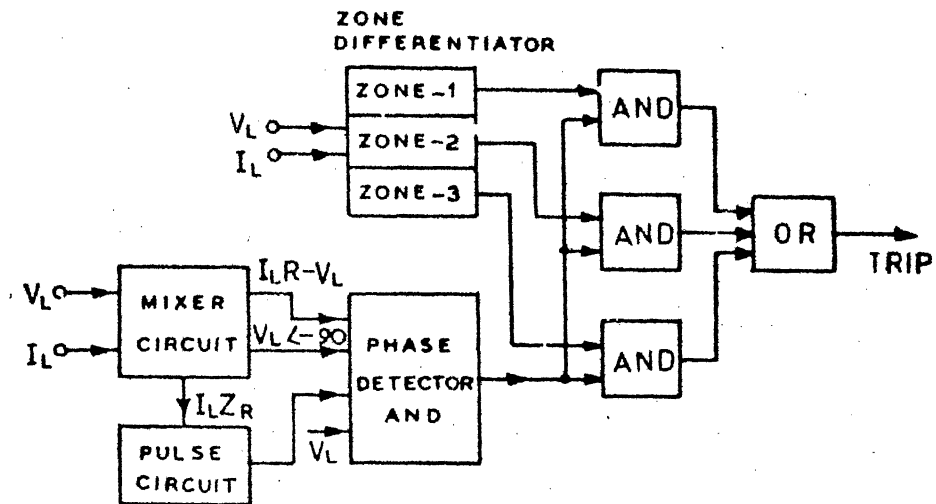 ZONE
DIFFERENTIATOR
ZONE-1
ZONE-2
ZONE-3
V_L
I_L
AND
AND
AND
OR
TRIP
V_L
I_L
MIXER
CIRCUIT
I_LR-V_L
V_L∠-90
I_LZ_R
PULSE
CIRCUIT
V_L
PHASE
DETECTOR
AND